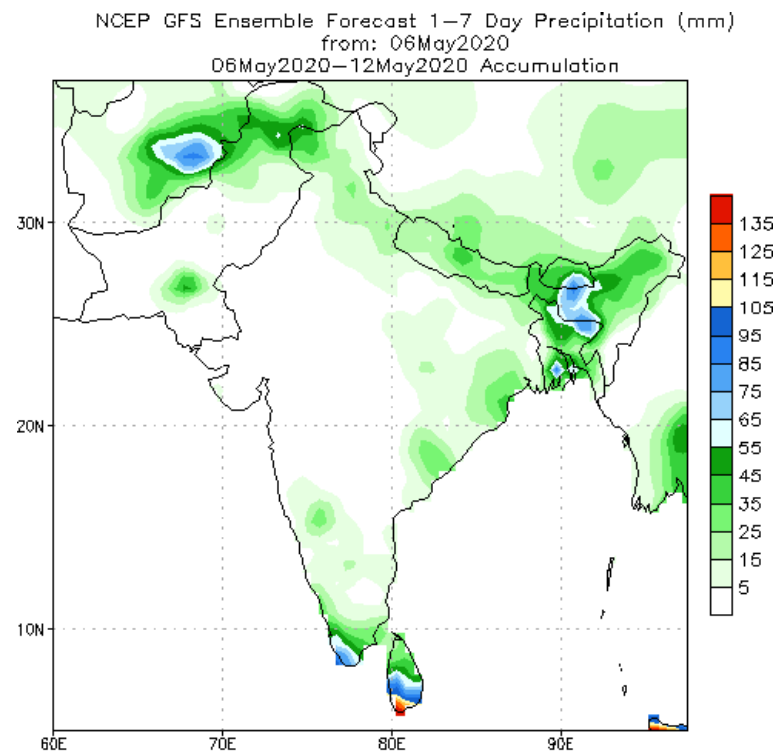 NCEP GFS Ensemble Forecast 1–7 Day Precipitation (mm)
from: 06May2020
06May2020–12May2020 Accumulation
30N
20N
10N
60E
70E
80E
90E
135
125
115
105
95
85
75
65
55
45
35
25
15
5